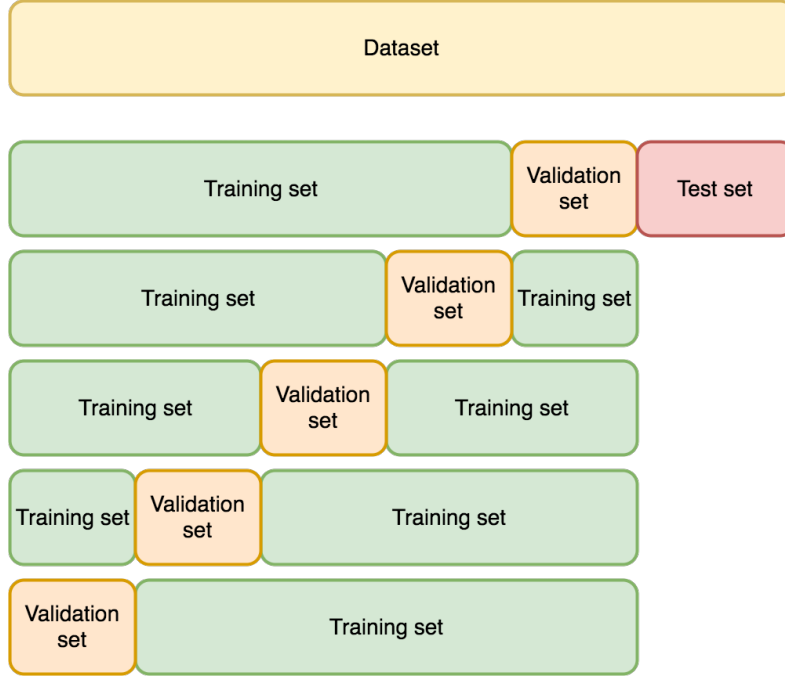 Dataset
Training set
Validation
set
Test set
Training set
Validation
set
Training set
Training set
Validation
set
Training set
Training set
Validation
set
Training set
Validation
set
Training set